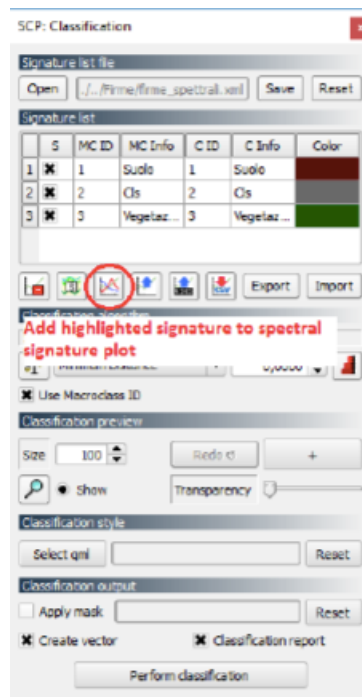 SCP: Classification
Signature list file
Open ./../Firme/firme_spettrali.xml Save Reset
Signature list
S MC ID MC Info C ID C Info Color
1 1 Suolo 1 Suolo
2 2 Cls 2 Cls
3 3 Vegetaz... 3 Vegetaz...
Export Import
Add highlighted signature to spectral
signature plot
Use Macroclass ID
Classification preview
Size 100 Redo +
Show Transparency
Classification style
Select qml Reset
Classification output
Apply mask Reset
Create vector Classification report
Perform classification